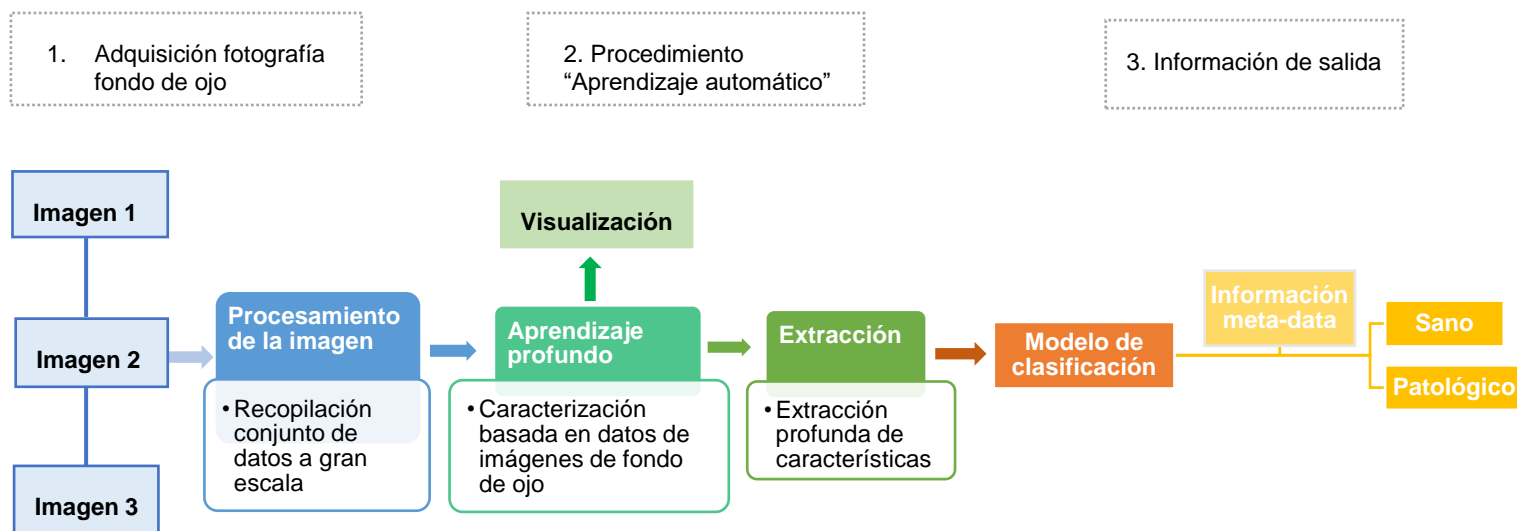 1. Adquisición fotografía
fondo de ojo
2. Procedimiento
“Aprendizaje automático”
3. Información de salida
Imagen 1
Imagen 2
Imagen 3
Procesamiento
de la imagen
• Recopilación
conjunto de
datos a gran
escala
Visualización
Aprendizaje
profundo
• Caracterización
basada en datos de
imágenes de fondo
de ojo
Extracción
• Extracción
profunda de
características
Modelo de
clasificación
Información
meta-data
Sano
Patológico